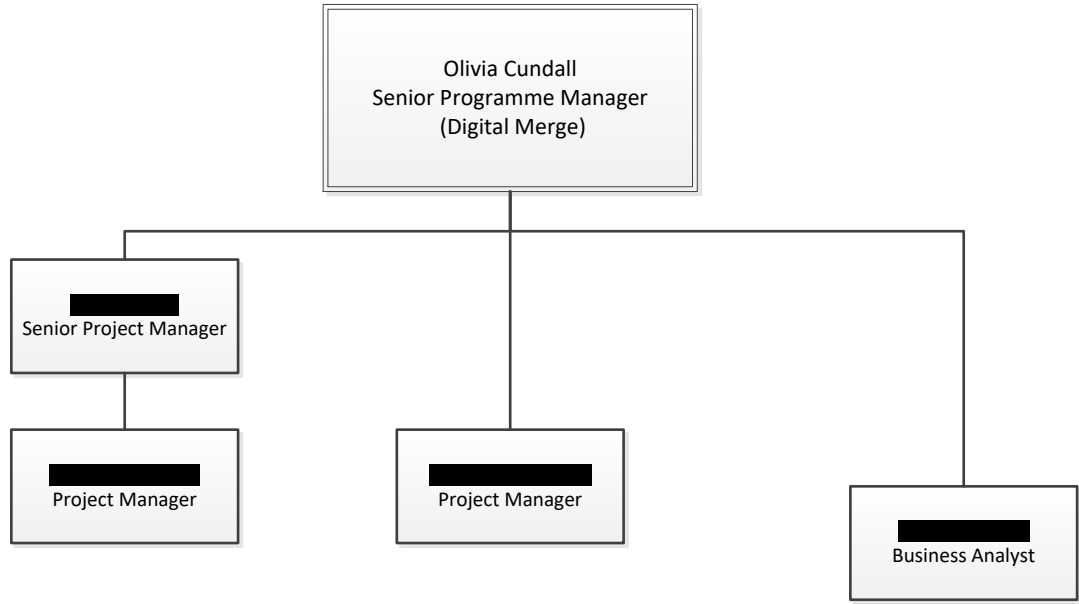 Olivia Cundall
Senior Programme Manager
(Digital Merge)
Senior Project Manager
Project Manager
Project Manager
Business Analyst